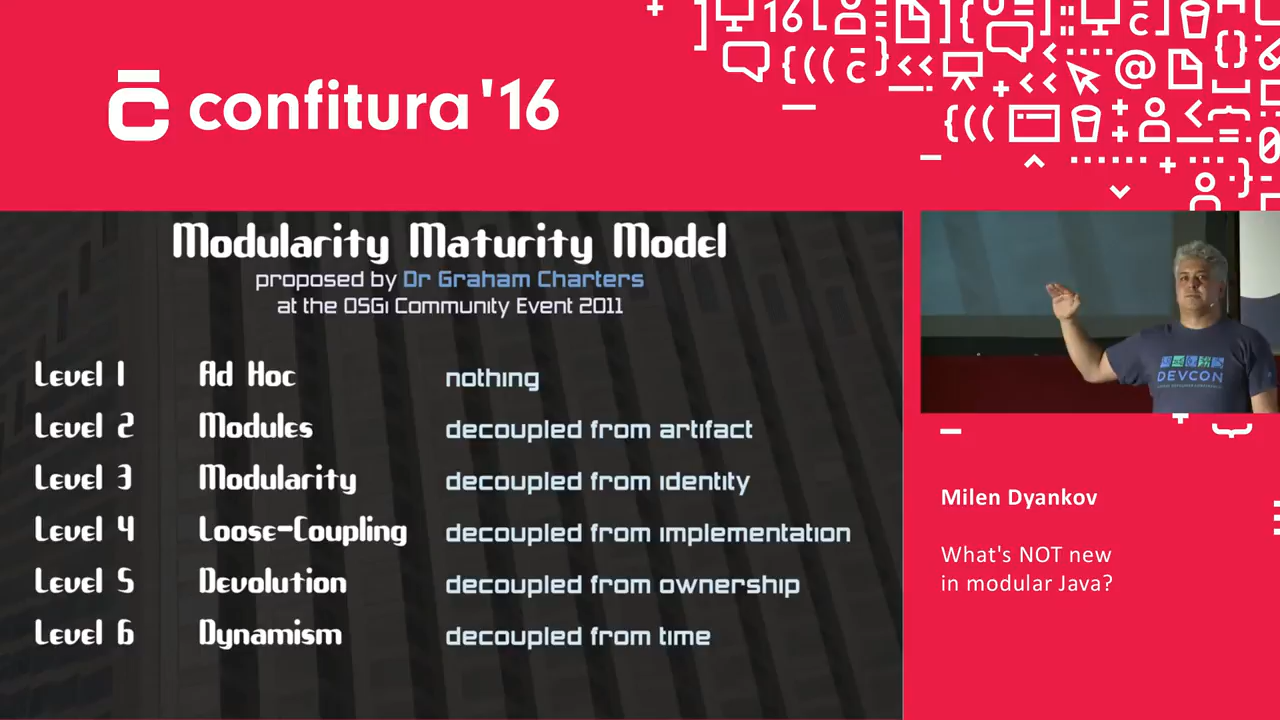 confitura '16
Modularity Maturity Model
proposed by Dr Graham Charters
at the OSGi Community Event 2011
Level 1 Ad Hoc nothing
Level 2 Modules decoupled from artifact
Level 3 Modularity decoupled from identity
Level 4 Loose-Coupling decoupled from implementation
Level 5 Devolution decoupled from ownership
Level 6 Dynamism decoupled from time
DEVCON
Milen Dyankov
What's NOT new
in modular Java?